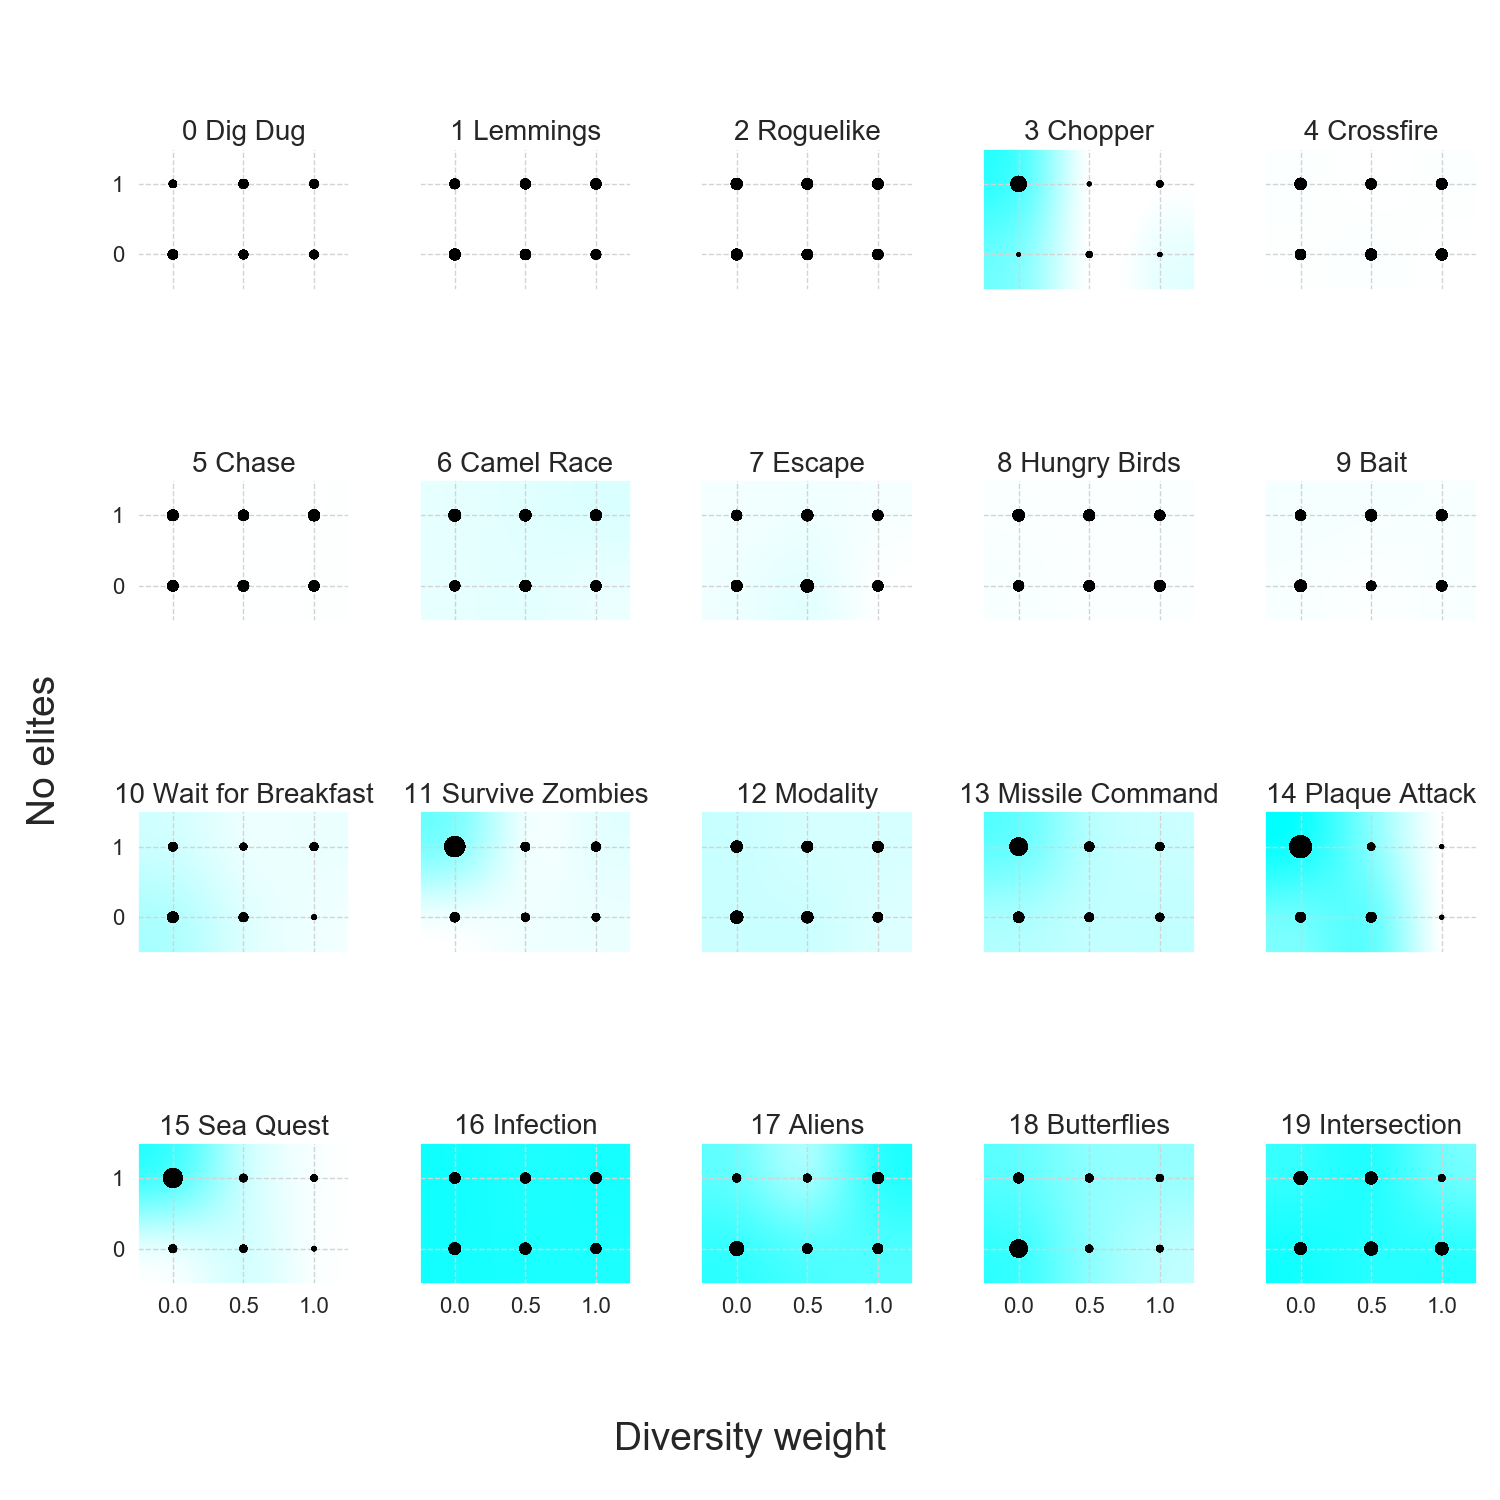 0 Dig Dug
1 Lemmings
2 Roguelike
3 Chopper
4 Crossfire
1
0
5 Chase
6 Camel Race
7 Escape
8 Hungry Birds
9 Bait
1
0
No elites
10 Wait for Breakfast
11 Survive Zombies
12 Modality
13 Missile Command
14 Plaque Attack
1
0
15 Sea Quest
16 Infection
17 Aliens
18 Butterflies
19 Intersection
1
0
0.0 0.5 1.0
0.0 0.5 1.0
0.0 0.5 1.0
0.0 0.5 1.0
0.0 0.5 1.0
Diversity weight